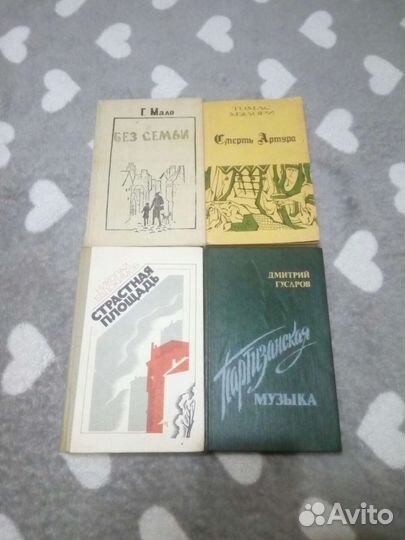 Г. Мало
БЕЗ СЕМЬИ
ТОМАС
МЭЛОРИ
Смерть Артура
СТРАСТНАЯ
ПЛОЩАДЬ
ДМИТРИЙ
ГУСАРОВ
Партизанская
МУЗЫКА
Avito